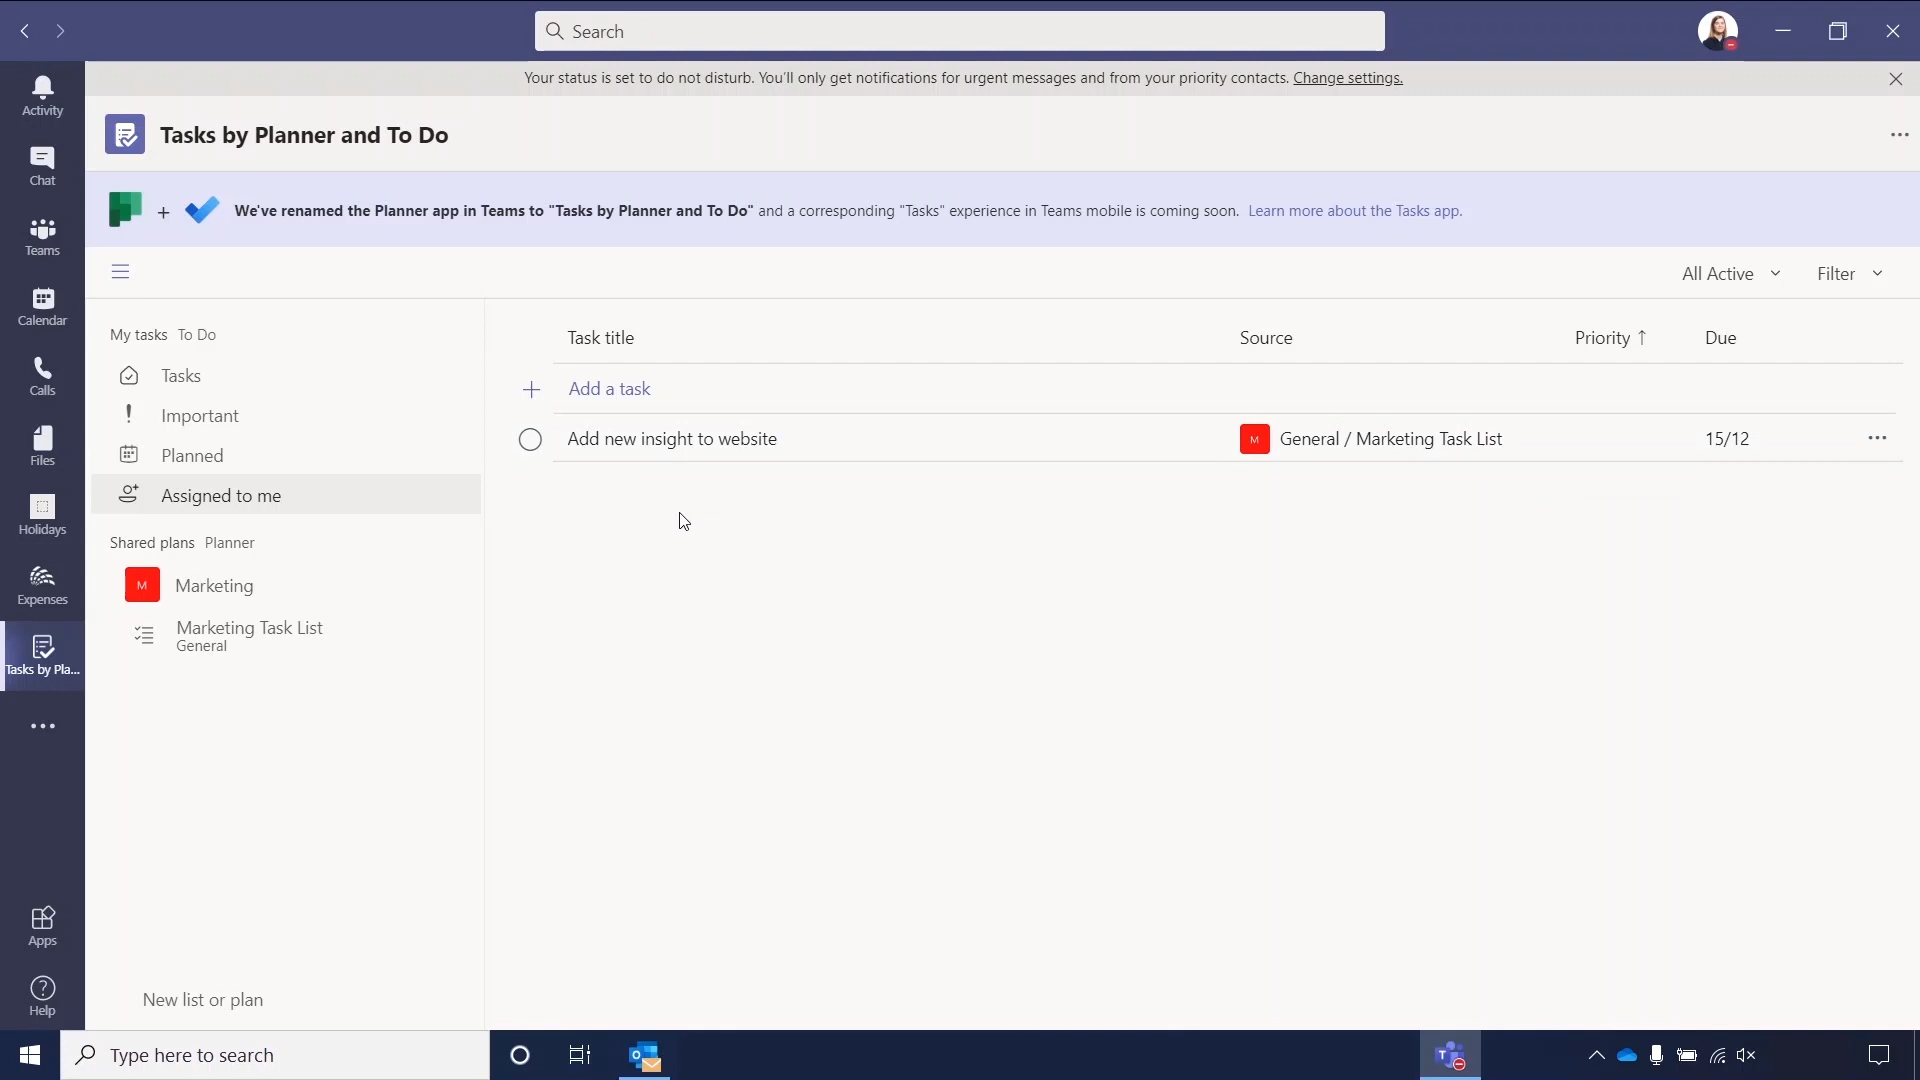 Search
Your status is set to do not disturb. You'll only get notifications for urgent messages and from your priority contacts. Change settings.
Activity
Tasks by Planner and To Do
Chat
We've renamed the Planner app in Teams to "Tasks by Planner and To Do" and a corresponding "Tasks" experience in Teams mobile is coming soon. Learn more about the Tasks app.
Teams
All Active
Filter
Calendar
My tasks To Do
Task title Source Priority ↑ Due
Tasks
Calls
+ Add a task
Important
Add new insight to website M General / Marketing Task List 15/12
Planned
Files
Assigned to me
Holidays
Shared plans Planner
M Marketing
Expenses
Marketing Task List
General
Tasks by Pla...
Apps
New list or plan
Help
Type here to search